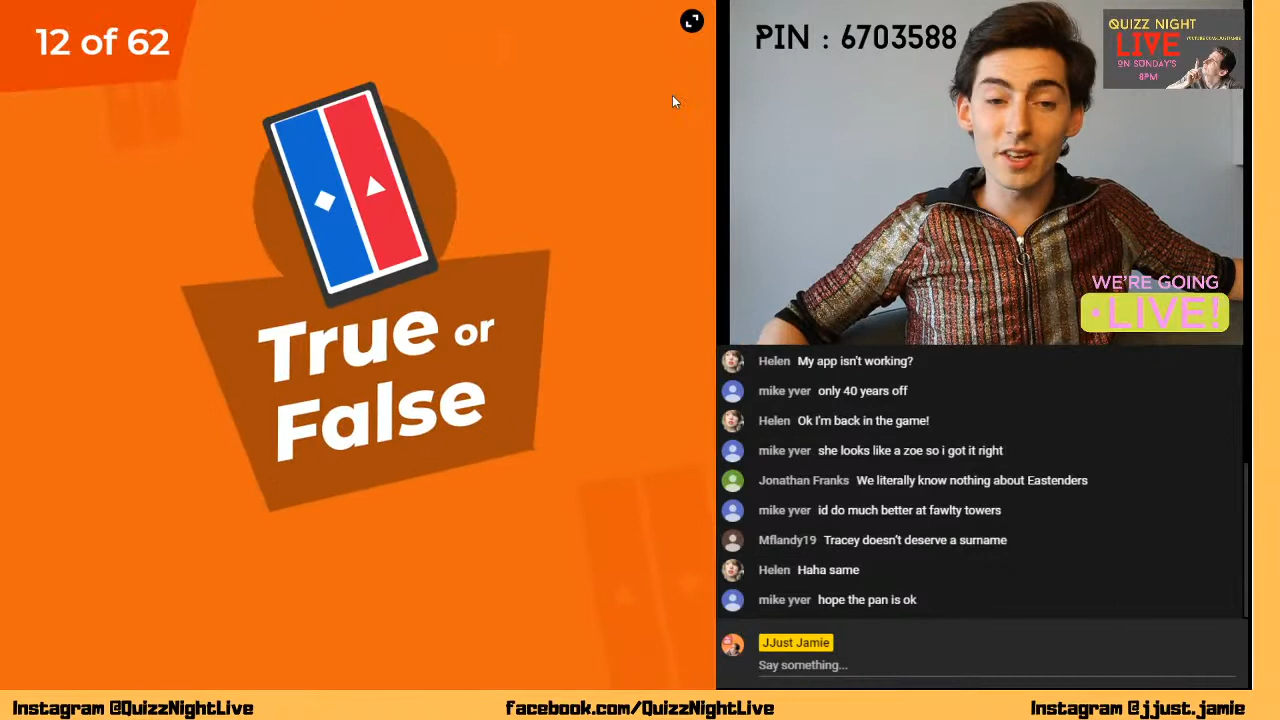 12 of 62
True or
False
PIN : 6703588
QUIZZ NIGHT
LIVE
ON SUNDAY'S
8PM
WE'RE GOING
LIVE!
Helen My app isn't working?
mike yver only 40 years off
Helen Ok I'm back in the game!
mike yver she looks like a zoe so i got it right
Jonathan Franks We literally know nothing about Eastenders
mike yver id do much better at fawlty towers
Mflandy19 Tracey doesn't deserve a surname
Helen Haha same
mike yver hope the pan is ok
JJust Jamie
Say something...
Instagram @QuizzNightLive
facebook.com/QuizzNightLive
Instagram @jjust.jamie